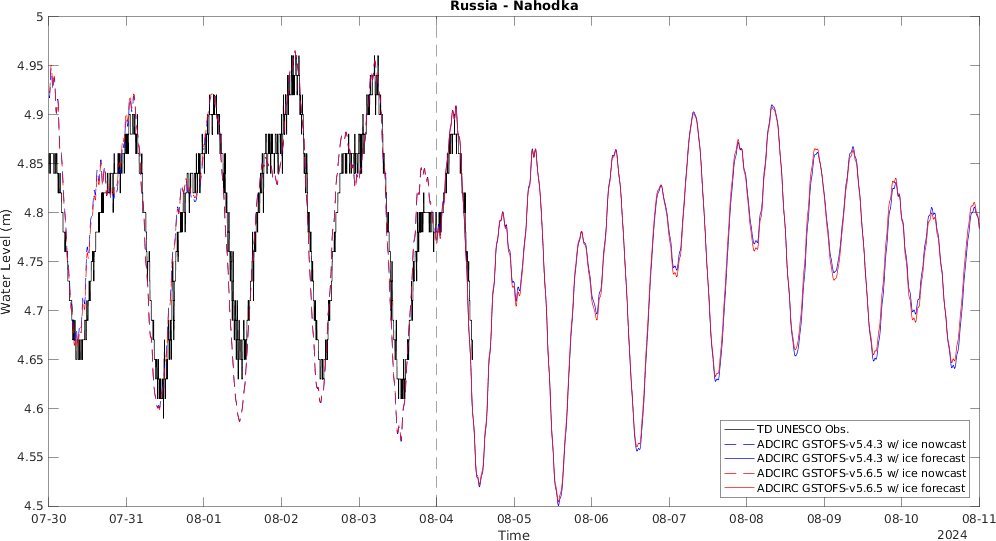 Russia - Nahodka
5
4.95
4.9
4.85
4.8
4.75
4.7
4.65
4.6
4.55
4.5
Water Level (m)
TD UNESCO Obs.
ADCIRC GSTOFS-v5.4.3 w/ ice nowcast
ADCIRC GSTOFS-v5.4.3 w/ ice forecast
ADCIRC GSTOFS-v5.6.5 w/ ice nowcast
ADCIRC GSTOFS-v5.6.5 w/ ice forecast
07-30 07-31 08-01 08-02 08-03 08-04 08-05 08-06 08-07 08-08 08-09 08-10 08-11
Time 2024